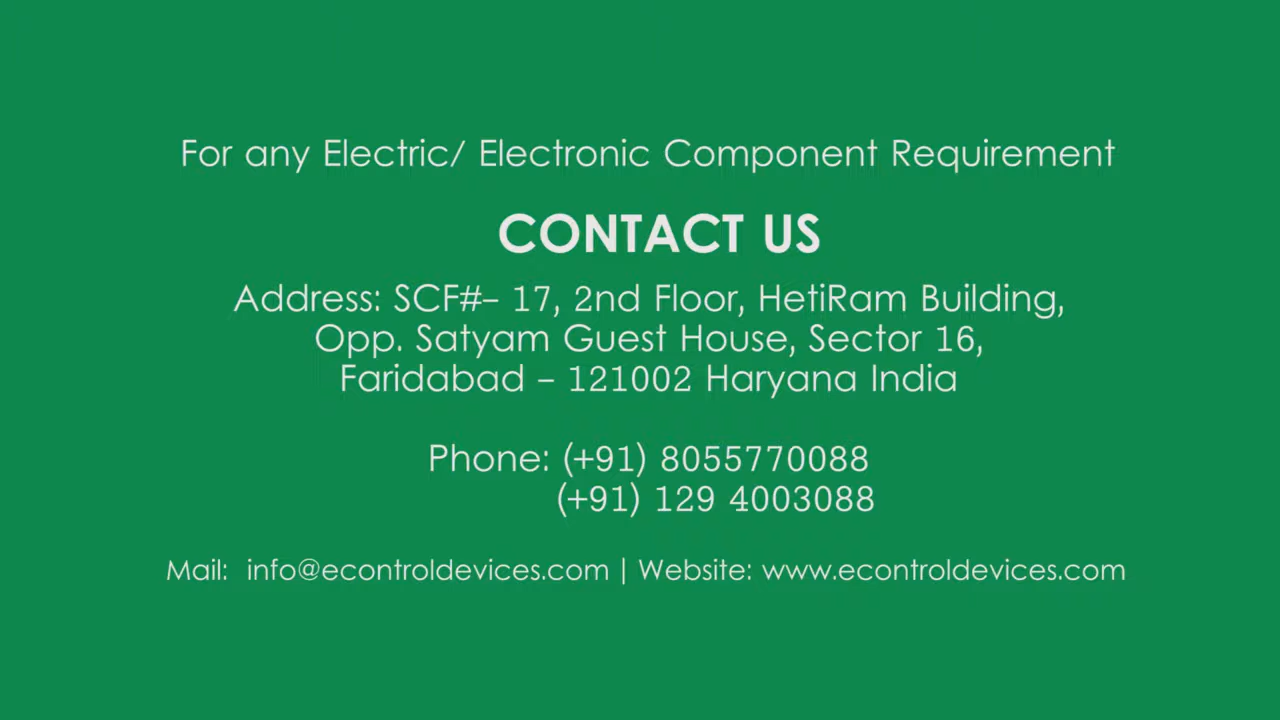 For any Electric/ Electronic Component Requirement
CONTACT US
Address: SCF#- 17, 2nd Floor, HetiRam Building,
Opp. Satyam Guest House, Sector 16,
Faridabad - 121002 Haryana India
Phone: (+91) 8055770088
(+91) 129 4003088
Mail: info@econtroldevices.com | Website: www.econtroldevices.com